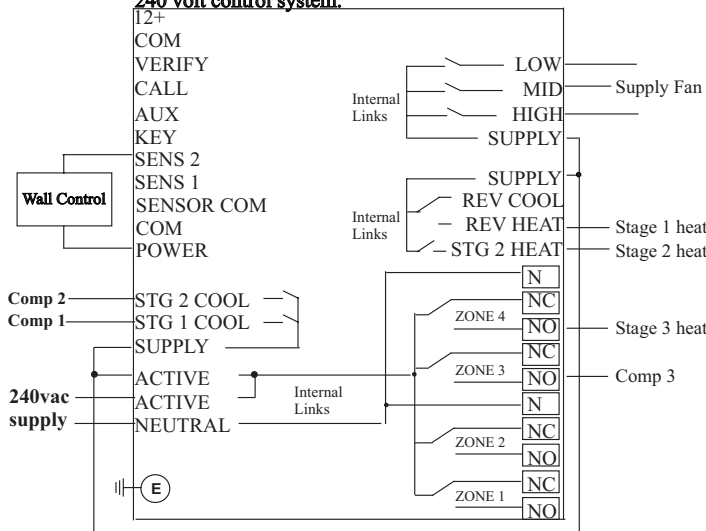 240 volt control system.
12+
COM
VERIFY
CALL
AUX
KEY
SENS 2
SENS 1
SENSOR COM
COM
POWER
Wall Control
Comp 2
STG 2 COOL
Comp 1
STG 1 COOL
SUPPLY
ACTIVE
240vac
supply
ACTIVE
NEUTRAL
E
Internal
Links
LOW
MID
Supply Fan
HIGH
SUPPLY
Internal
Links
SUPPLY
REV COOL
REV HEAT
Stage 1 heat
STG 2 HEAT
Stage 2 heat
Internal
Links
N
NC
ZONE 4
NO
Stage 3 heat
NC
ZONE 3
NO
Comp 3
N
NC
ZONE 2
NO
NC
ZONE 1
NO